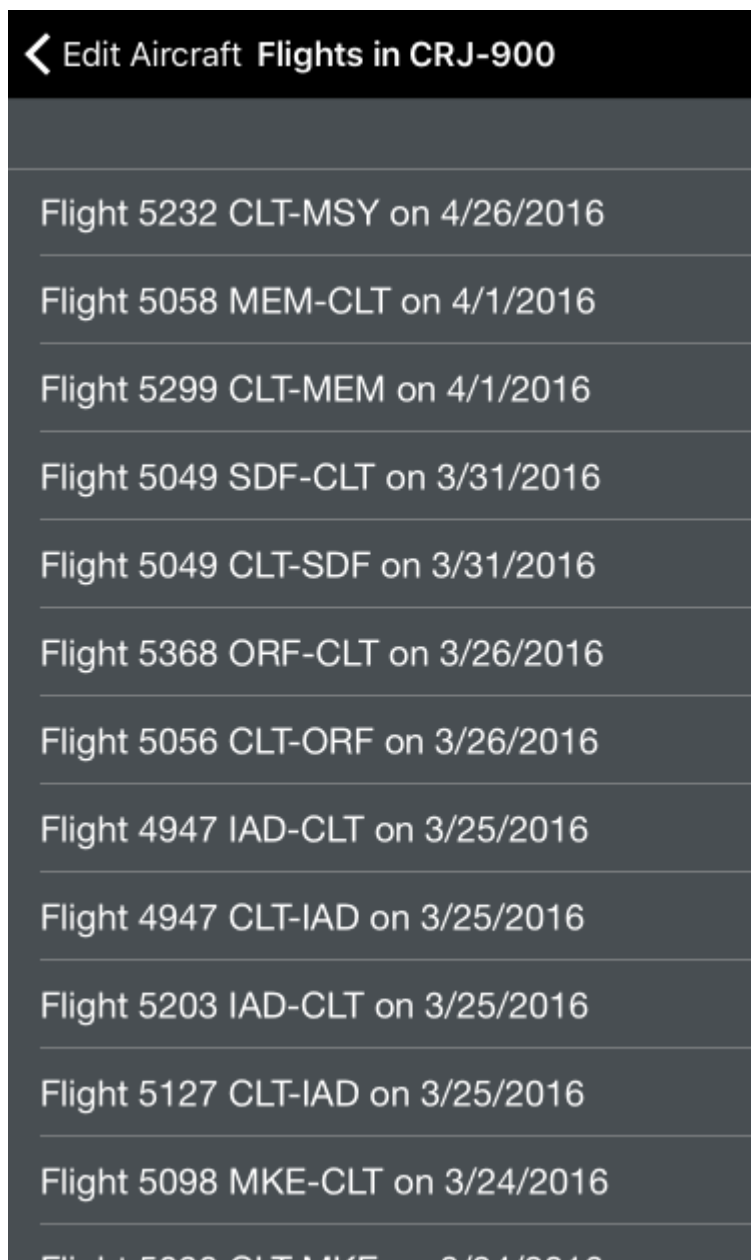 Edit Aircraft Flights in CRJ-900
Flight 5232 CLT-MSY on 4/26/2016
Flight 5058 MEM-CLT on 4/1/2016
Flight 5299 CLT-MEM on 4/1/2016
Flight 5049 SDF-CLT on 3/31/2016
Flight 5049 CLT-SDF on 3/31/2016
Flight 5368 ORF-CLT on 3/26/2016
Flight 5056 CLT-ORF on 3/26/2016
Flight 4947 IAD-CLT on 3/25/2016
Flight 4947 CLT-IAD on 3/25/2016
Flight 5203 IAD-CLT on 3/25/2016
Flight 5127 CLT-IAD on 3/25/2016
Flight 5098 MKE-CLT on 3/24/2016